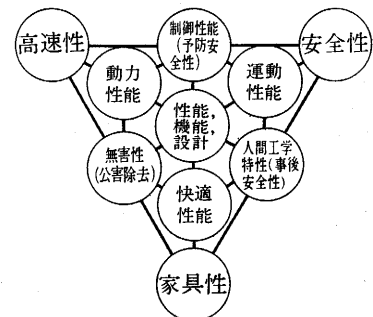 高速性
制御性能
(予防安
全性)
安全性
動力
性能
運動
性能
性能,
機能,
設計
無害性
(公害除去)
人間工学
特性(事後
安全性)
快適
性能
家具性